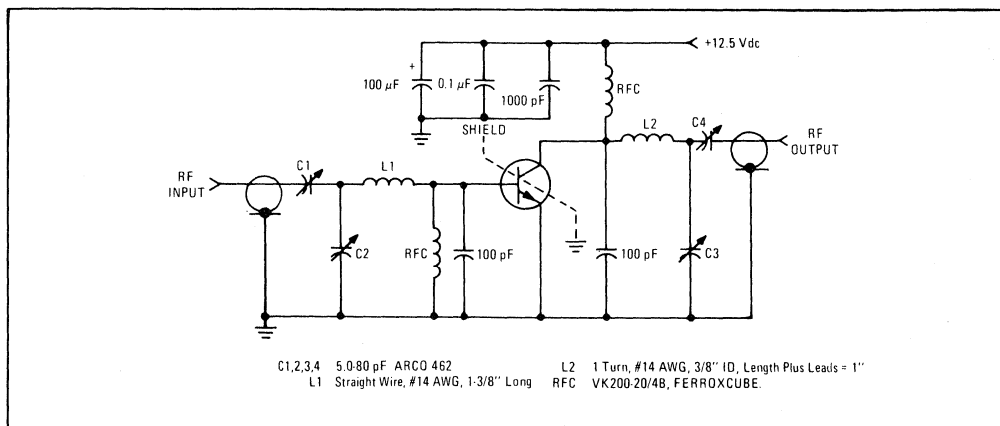 +12.5 Vdc
+
100 µF
0.1 µF
1000 pF
RFC
SHIELD
L2
C4
RF
OUTPUT
RF
INPUT
C1
L1
C2
RFC
100 pF
100 pF
C3
C1,2,3,4 5.0-80 pF ARCO 462
L1 Straight Wire, #14 AWG, 1-3/8" Long
L2 1 Turn, #14 AWG, 3/8" ID, Length Plus Leads = 1"
RFC VK200-20/4B, FERROXCUBE.